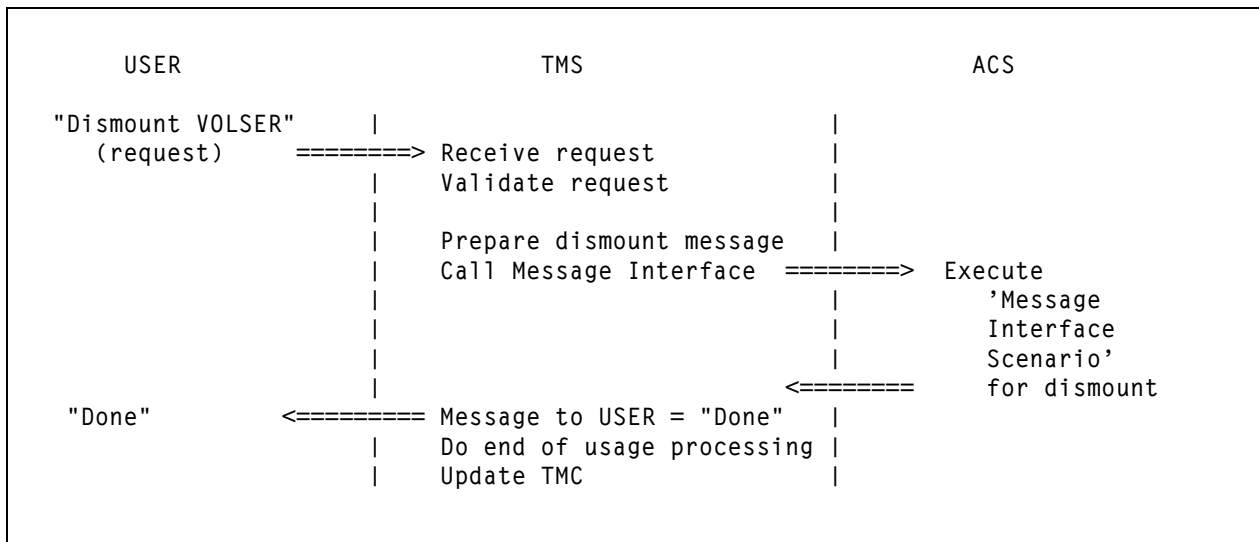 USER TMS ACS
"Dismount VOLSER" | |
(request) ========> Receive request |
| Validate request |
| |
| Prepare dismount message |
| Call Message Interface ========> Execute
| | ’Message
| | Interface
| | Scenario’
| <======== for dismount
"Done" <========= Message to USER = "Done" |
| Do end of usage processing |
| Update TMC |